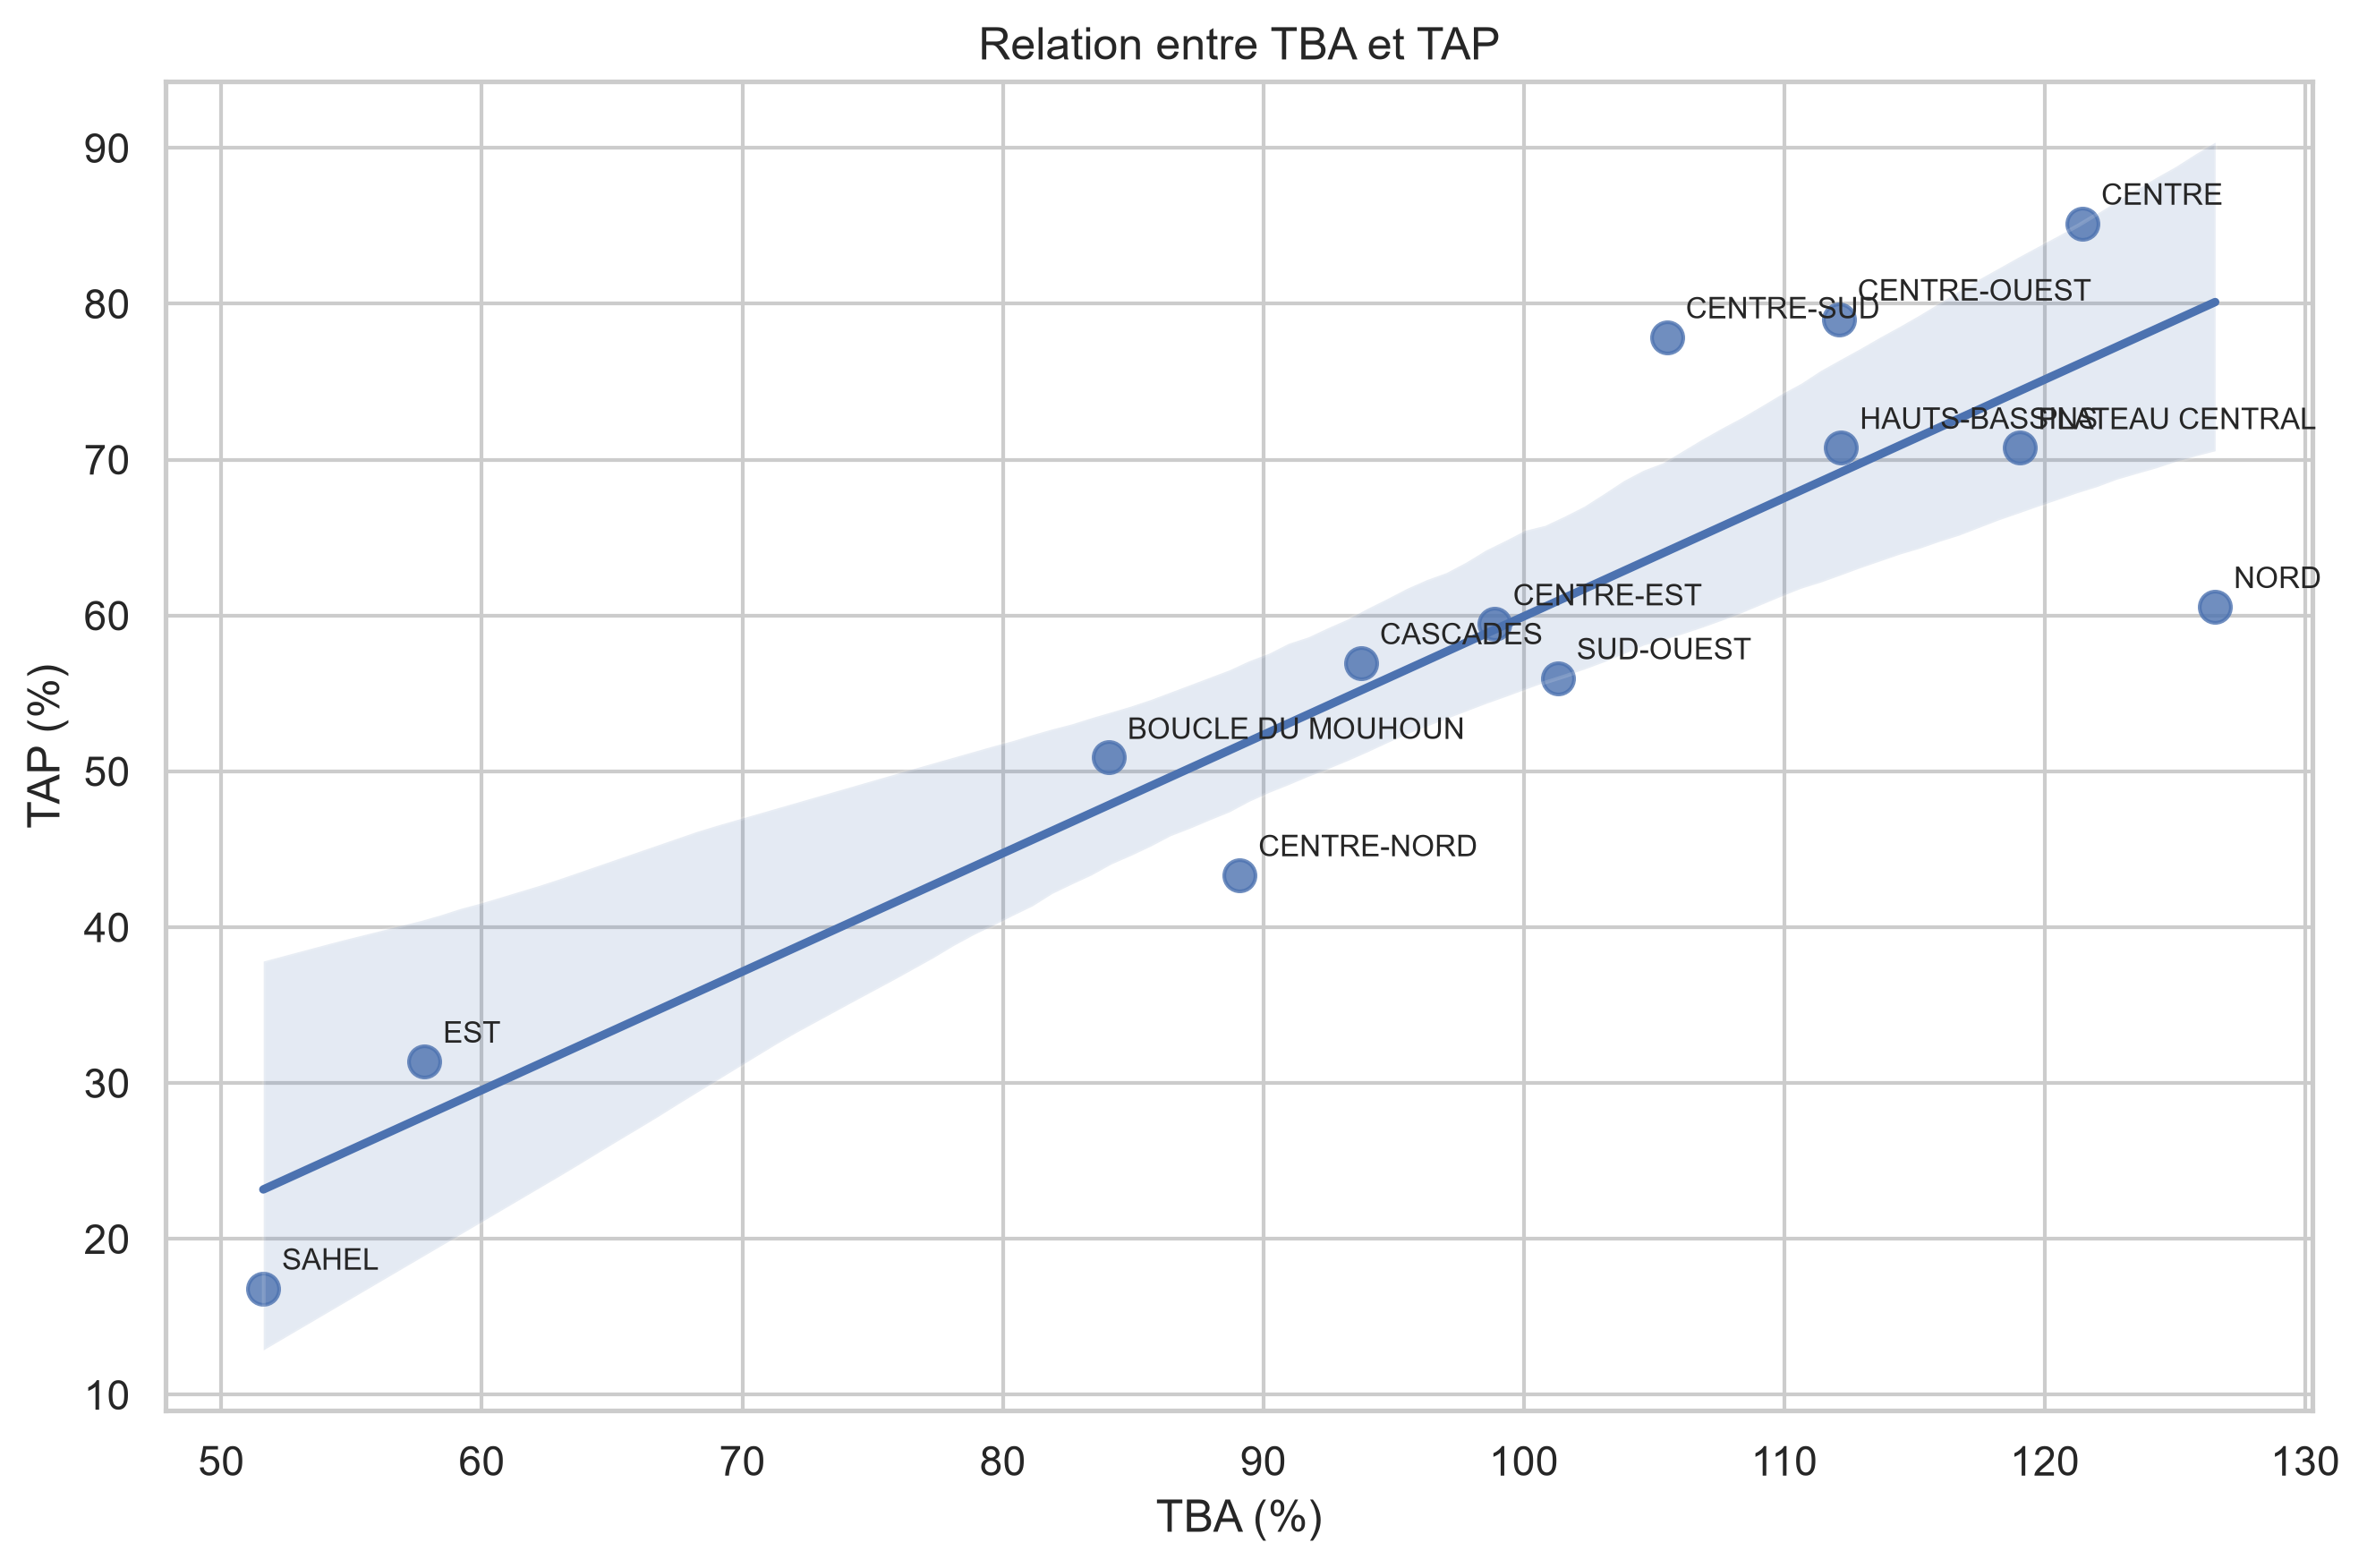 Relation entre TBA et TAP
90
80
70
60
50
40
30
20
10
TAP (%)
CENTRE
CENTRE-OUEST
CENTRE-SUD
HAUTS-BASSINS
PLATEAU CENTRAL
NORD
CENTRE-EST
CASCADES
SUD-OUEST
BOUCLE DU MOUHOUN
CENTRE-NORD
EST
SAHEL
50 60 70 80 90 100 110 120 130
TBA (%)